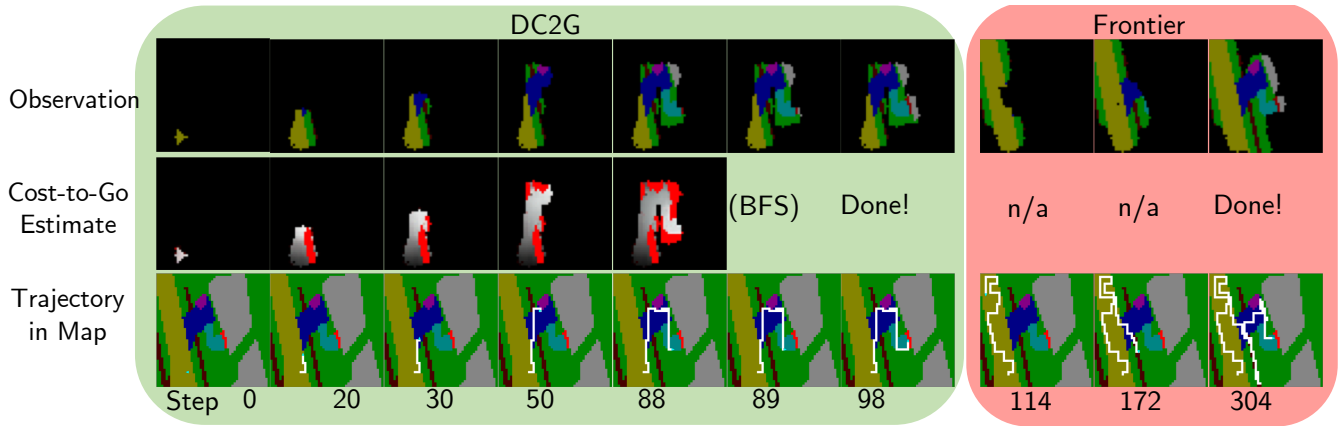 DC2G Frontier
Observation
Cost-to-Go
Estimate
(BFS) Done! n/a n/a Done!
Trajectory
in Map
Step 0 20 30 50 88 89 98 114 172 304